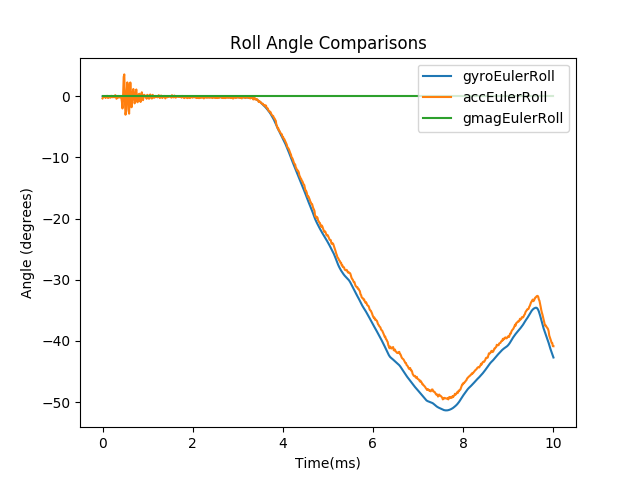 Roll Angle Comparisons
gyroEulerRoll
accEulerRoll
gmagEulerRoll
Angle (degrees)
0
−10
−20
−30
−40
−50
0 2 4 6 8 10
Time(ms)